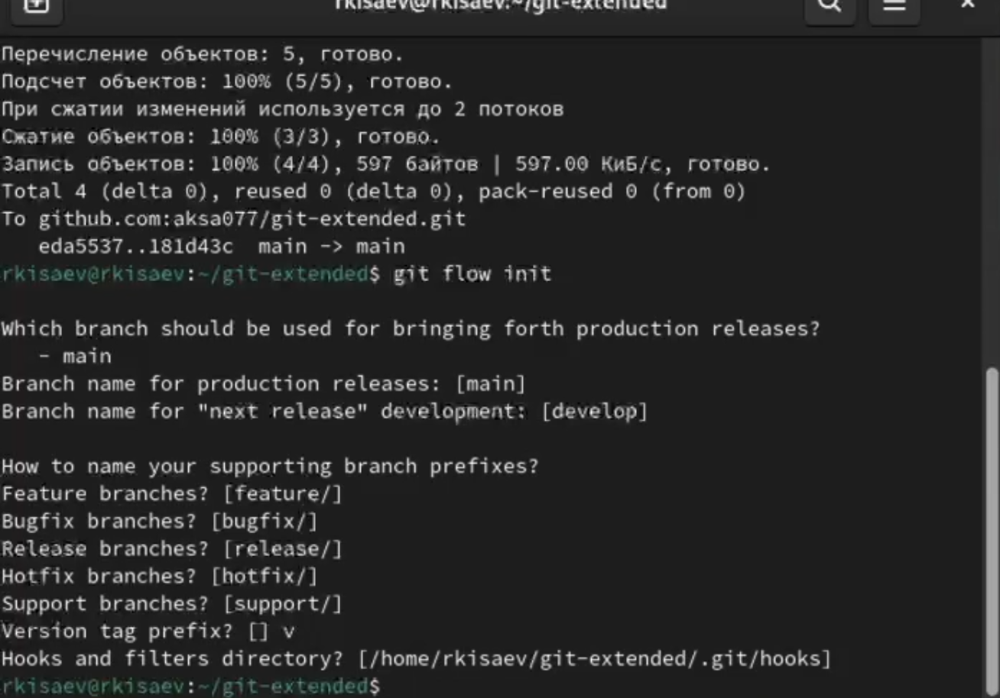 rkisaev@rkisaev:~/git-extended
Перечисление объектов: 5, готово.
Подсчет объектов: 100% (5/5), готово.
При сжатии изменений используется до 2 потоков
Сжатие объектов: 100% (3/3), готово.
Запись объектов: 100% (4/4), 597 байтов | 597.00 КиБ/с, готово.
Total 4 (delta 0), reused 0 (delta 0), pack-reused 0 (from 0)
To github.com:aksa077/git-extended.git
   eda5537..181d43c  main -> main
rkisaev@rkisaev:~/git-extended$ git flow init
Which branch should be used for bringing forth production releases?
   - main
Branch name for production releases: [main]
Branch name for "next release" development: [develop]
How to name your supporting branch prefixes?
Feature branches? [feature/]
Bugfix branches? [bugfix/]
Release branches? [release/]
Hotfix branches? [hotfix/]
Support branches? [support/]
Version tag prefix? [] v
Hooks and filters directory? [/home/rkisaev/git-extended/.git/hooks]
rkisaev@rkisaev:~/git-extended$